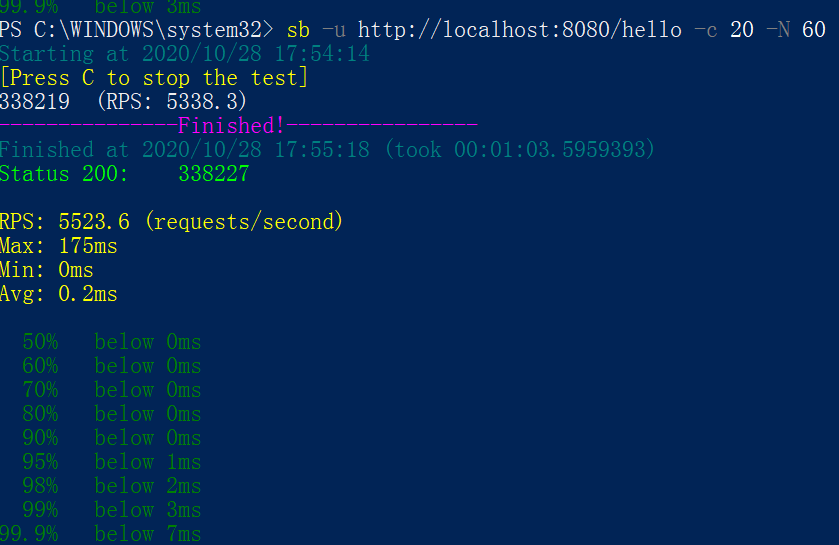 99.9%   below 3ms
PS C:\WINDOWS\system32> sb -u http://localhost:8080/hello -c 20 -N 60
Starting at 2020/10/28 17:54:14
[Press C to stop the test]
338219  (RPS: 5338.3)
---------------Finished!----------------
Finished at 2020/10/28 17:55:18 (took 00:01:03.5959393)
Status 200:    338227
RPS: 5523.6 (requests/second)
Max: 175ms
Min: 0ms
Avg: 0.2ms
50%   below 0ms
60%   below 0ms
70%   below 0ms
80%   below 0ms
90%   below 0ms
95%   below 1ms
98%   below 2ms
99%   below 3ms
99.9%   below 7ms